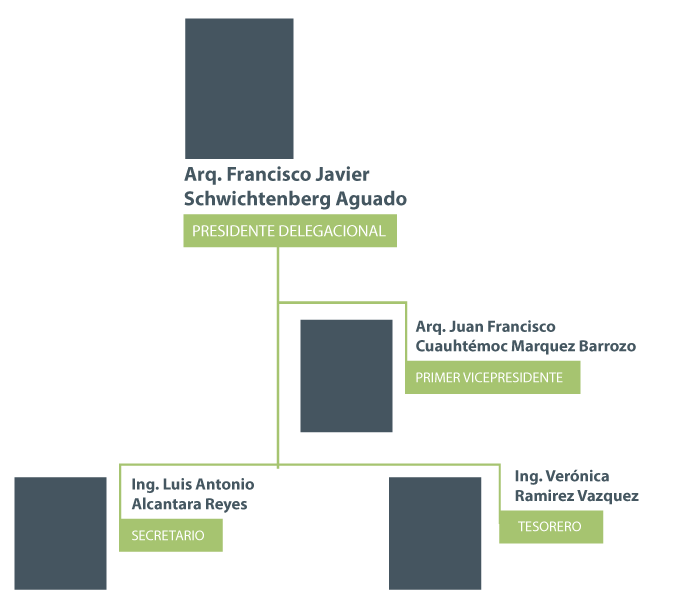 Arq. Francisco Javier
Schwichtenberg Aguado
PRESIDENTE DELEGACIONAL
Arq. Juan Francisco
Cuauhtémoc Marquez Barrozo
PRIMER VICEPRESIDENTE
Ing. Luis Antonio
Alcantara Reyes
SECRETARIO
Ing. Verónica
Ramirez Vazquez
TESORERO